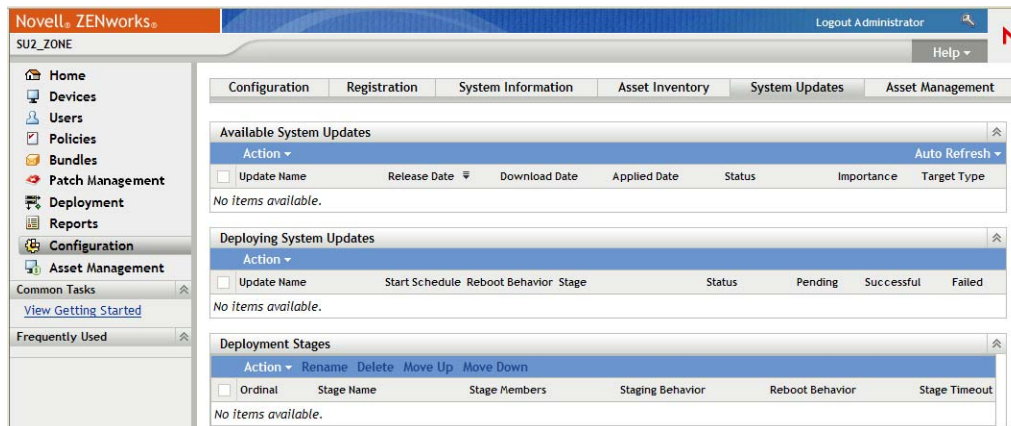 Novell® ZENworks®
Logout Administrator
SU2_ZONE
Help
Home
Devices
Users
Policies
Bundles
Patch Management
Deployment
Reports
Configuration
Asset Management
Common Tasks
View Getting Started
Frequently Used
Configuration Registration System Information Asset Inventory System Updates Asset Management
Available System Updates
Action Auto Refresh
Update Name Release Date Download Date Applied Date Status Importance Target Type
No items available.
Deploying System Updates
Action
Update Name Start Schedule Reboot Behavior Stage Status Pending Successful Failed
No items available.
Deployment Stages
Action Rename Delete Move Up Move Down
Ordinal Stage Name Stage Members Staging Behavior Reboot Behavior Stage Timeout
No items available.